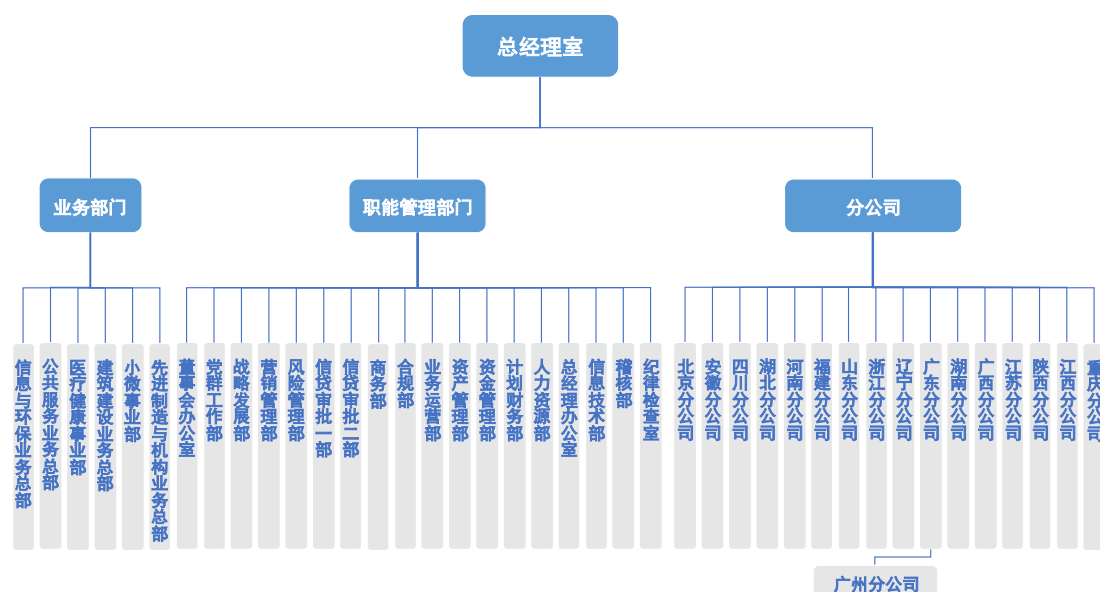 总经理室
业务部门
职能管理部门
分公司
信息与环保业务总部
公共服务业务总部
医疗健康事业部
建筑建设业务总部
小微事业部
先进制造与机构业务总部
董事会办公室
党群工作部
战略发展部
营销管理部
风险管理部
信贷审批一部
信贷审批二部
商务部
合规部
业务运营部
资产管理部
资金管理部
计划财务部
人力资源部
总经理办公室
信息技术部
稽核部
纪律检查室
北京分公司
安徽分公司
四川分公司
湖北分公司
河南分公司
福建分公司
山东分公司
浙江分公司
辽宁分公司
广东分公司
湖南分公司
广西分公司
江苏分公司
陕西分公司
江西分公司
重庆分公司
广州分公司